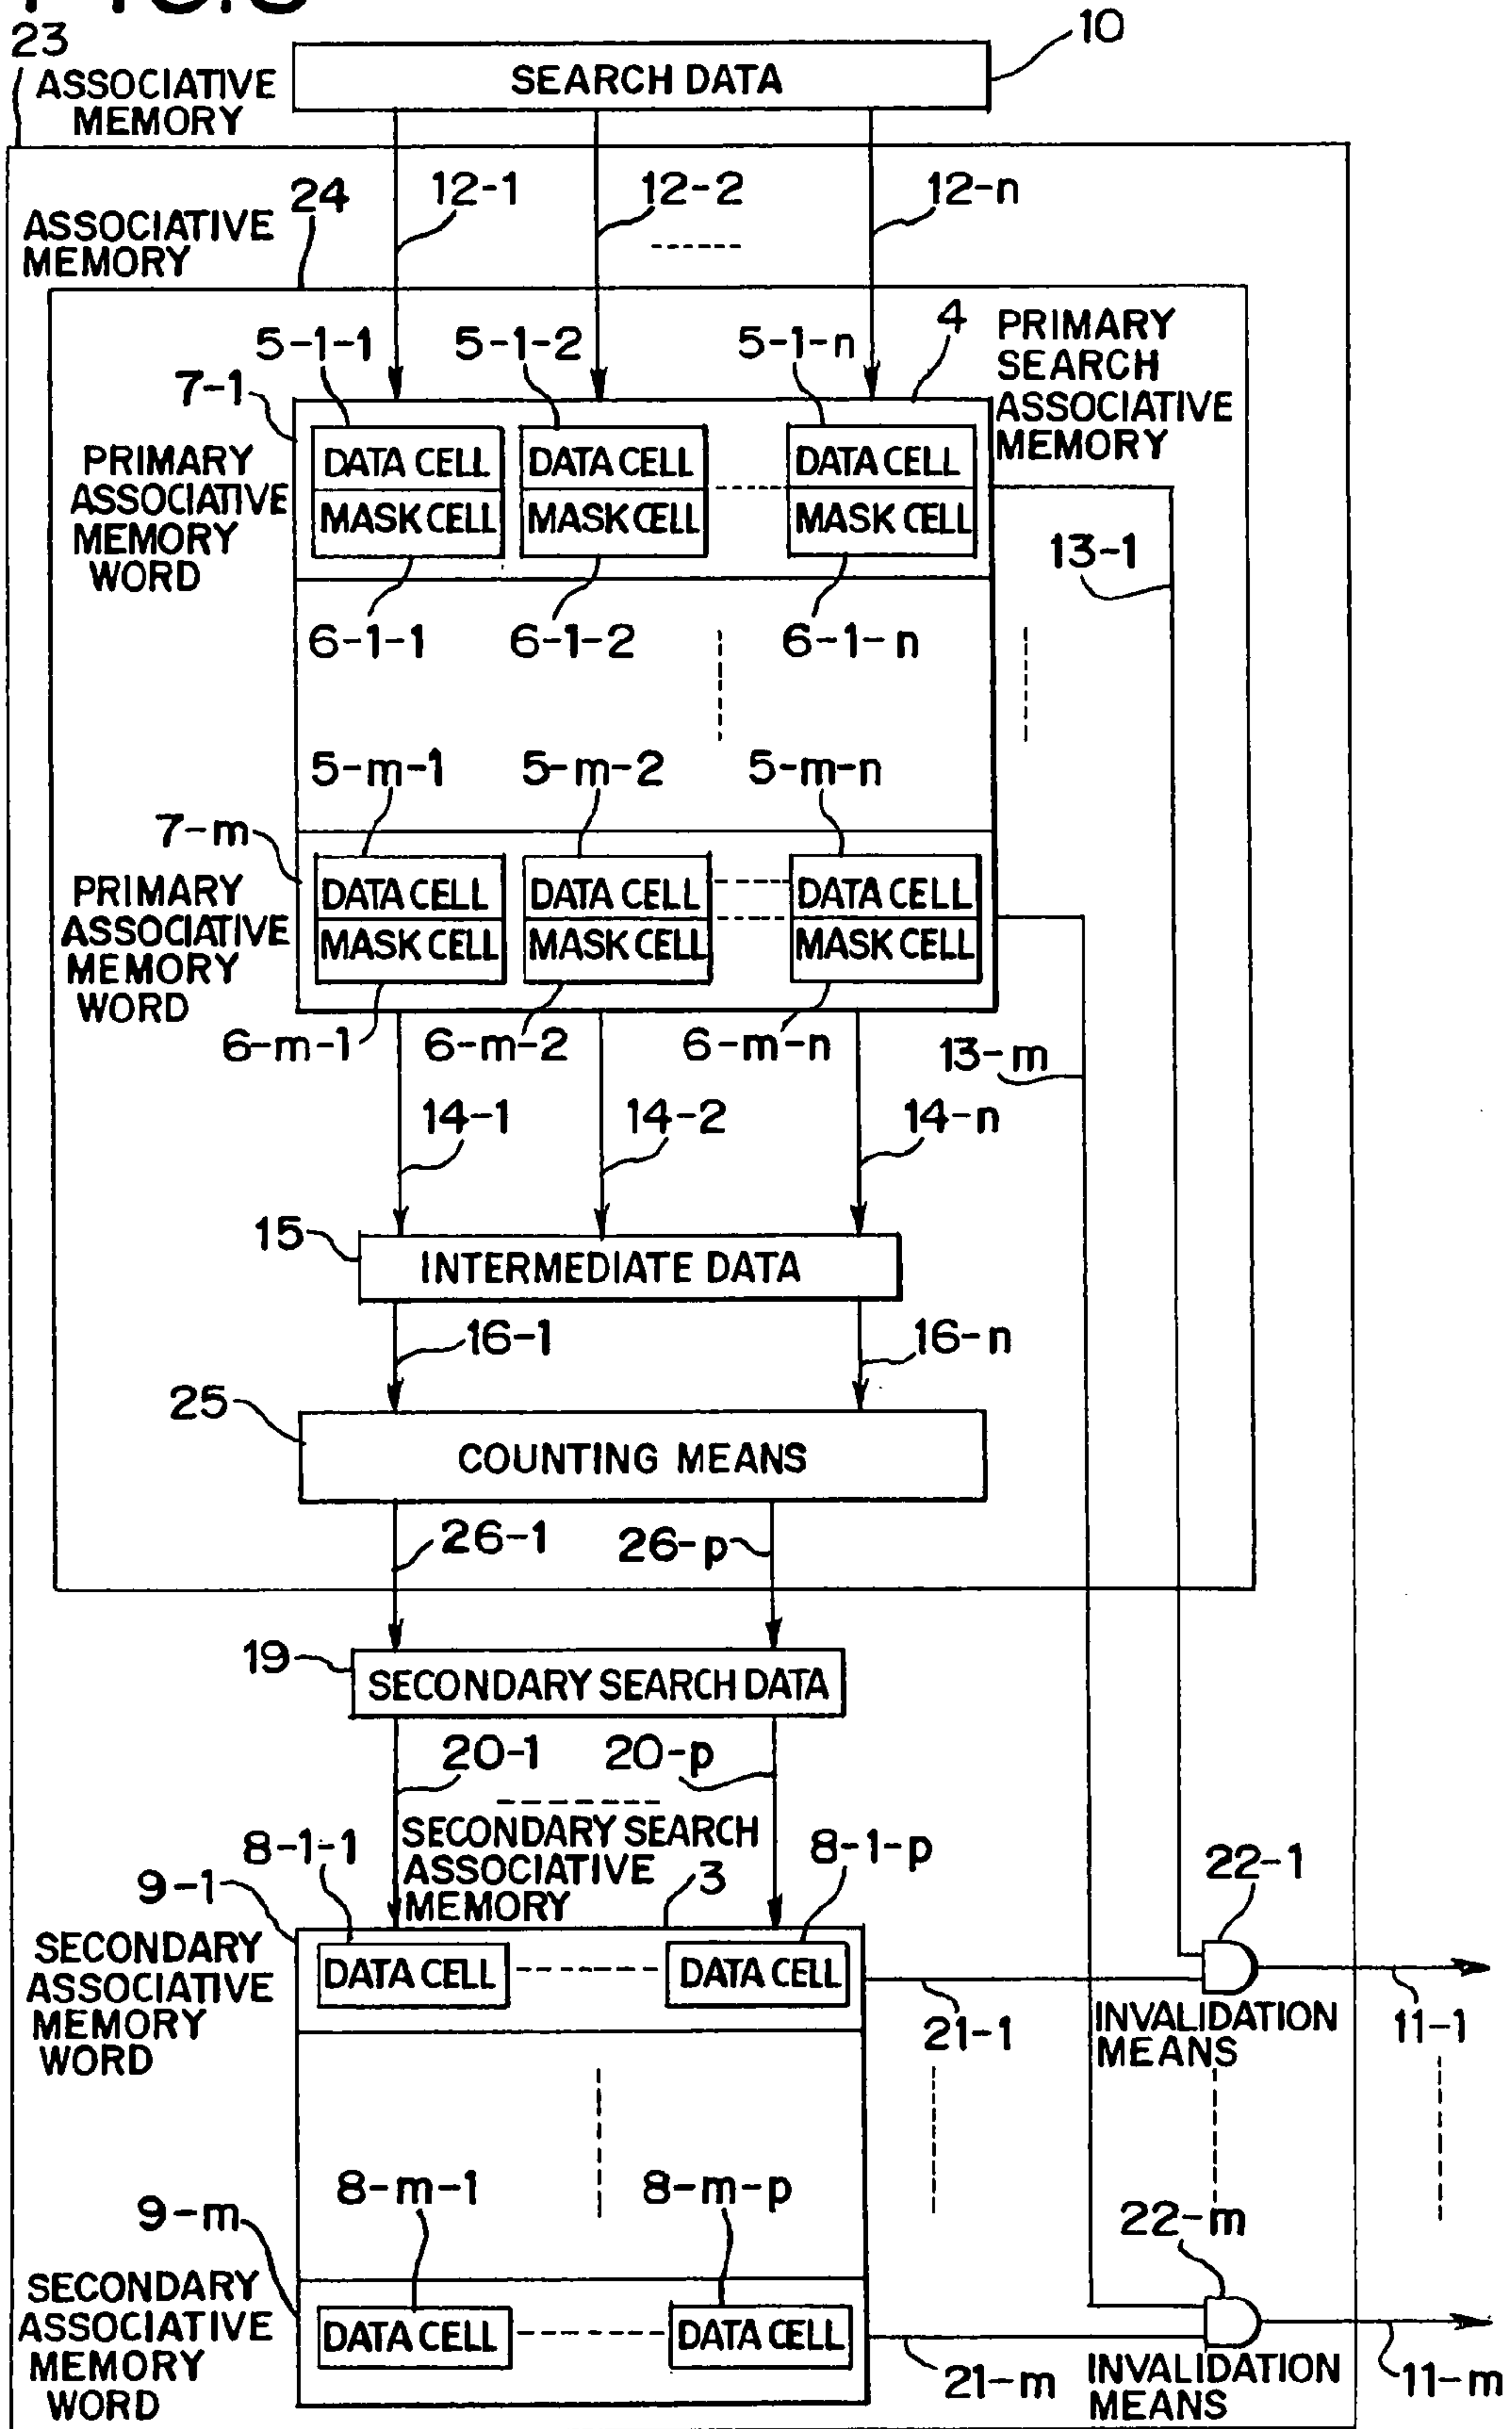 23
ASSOCIATIVE
MEMORY
SEARCH DATA
10
24
ASSOCIATIVE
MEMORY
12-1
12-2
12-n
5-1-1
5-1-2
5-1-n
4
PRIMARY
SEARCH
ASSOCIATIVE
MEMORY
7-1
PRIMARY
ASSOCIATIVE
MEMORY
WORD
DATA CELL
DATA CELL
DATA CELL
MASK CELL
MASK CELL
MASK CELL
13-1
6-1-1
6-1-2
6-1-n
5-m-1
5-m-2
5-m-n
7-m
PRIMARY
ASSOCIATIVE
MEMORY
WORD
DATA CELL
DATA CELL
DATA CELL
MASK CELL
MASK CELL
MASK CELL
6-m-1
6-m-2
6-m-n
13-m
14-1
14-2
14-n
15
INTERMEDIATE DATA
16-1
16-n
25
COUNTING MEANS
26-1
26-p
19
SECONDARY SEARCH DATA
20-1
20-p
SECONDARY SEARCH
ASSOCIATIVE
MEMORY
3
8-1-1
8-1-p
9-1
SECONDARY
ASSOCIATIVE
MEMORY
WORD
DATA CELL
DATA CELL
22-1
21-1
INVALIDATION
MEANS
11-1
8-m-1
8-m-p
9-m
SECONDARY
ASSOCIATIVE
MEMORY
WORD
DATA CELL
DATA CELL
22-m
21-m
INVALIDATION
MEANS
11-m